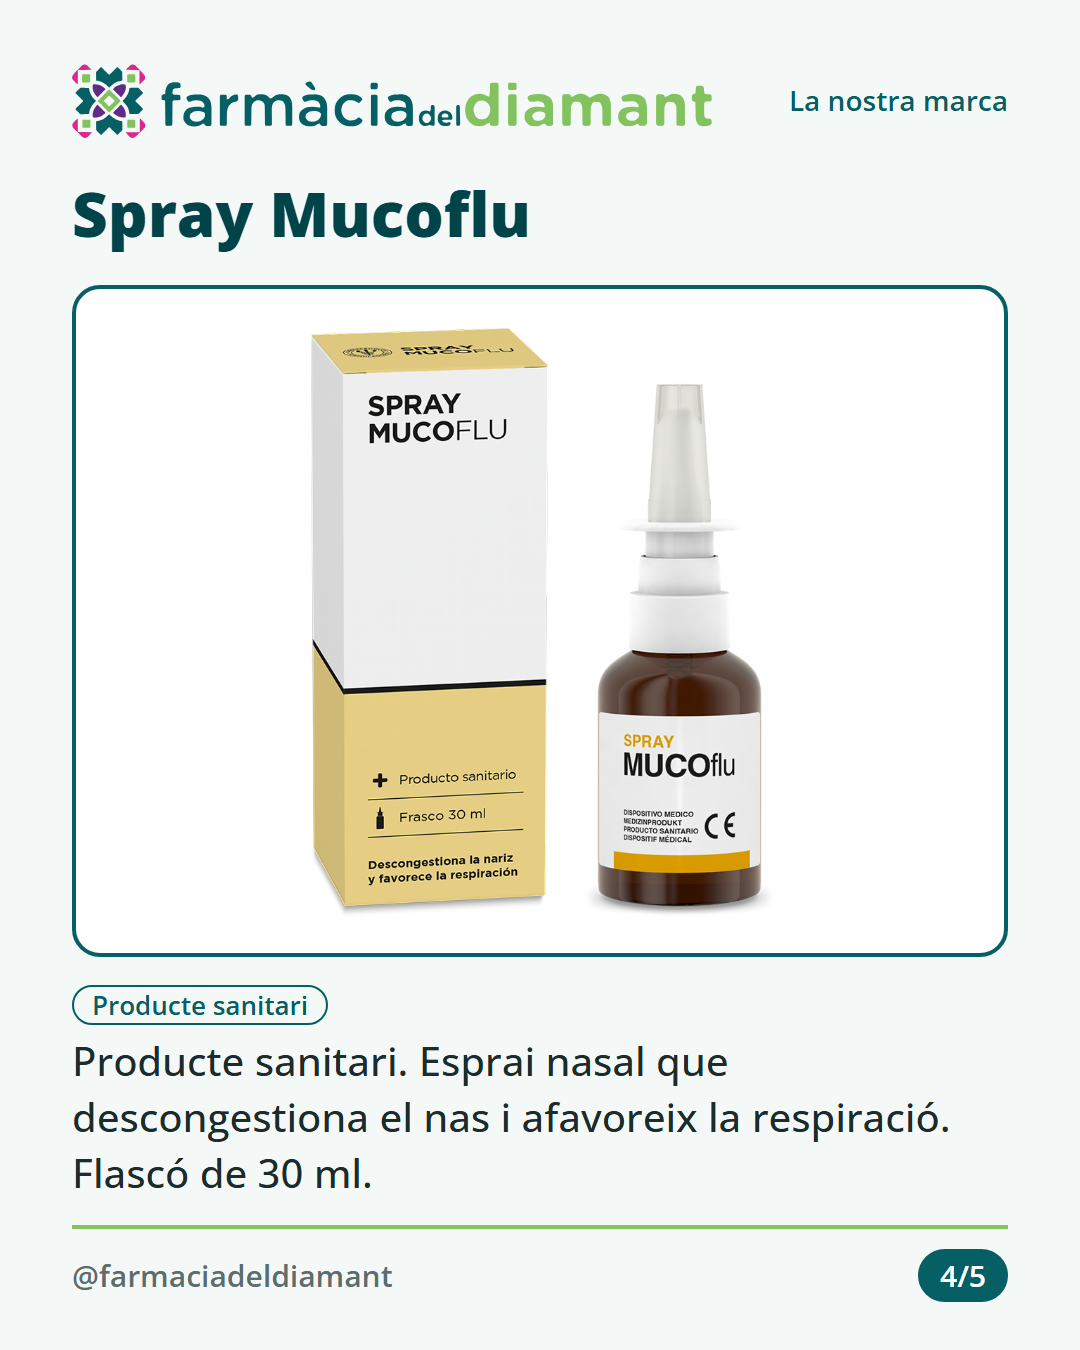 farmàciadeldiamant
La nostra marca
Spray Mucoflu
SPRAY
MUCOFLU
SPRAY
MUCOFLU
Producto sanitario
Frasco 30 ml
Descongestiona la nariz
y favorece la respiración
SPRAY
MUCOflu
DISPOSITIVO MEDICO
MEDIZINPRODUKT
PRODUCTO SANITARIO
DISPOSITIF MÉDICAL
CE
Producte sanitari
Producte sanitari. Esprai nasal que
descongestiona el nas i afavoreix la respiració.
Flascó de 30 ml.
@farmaciadeldiamant
4/5